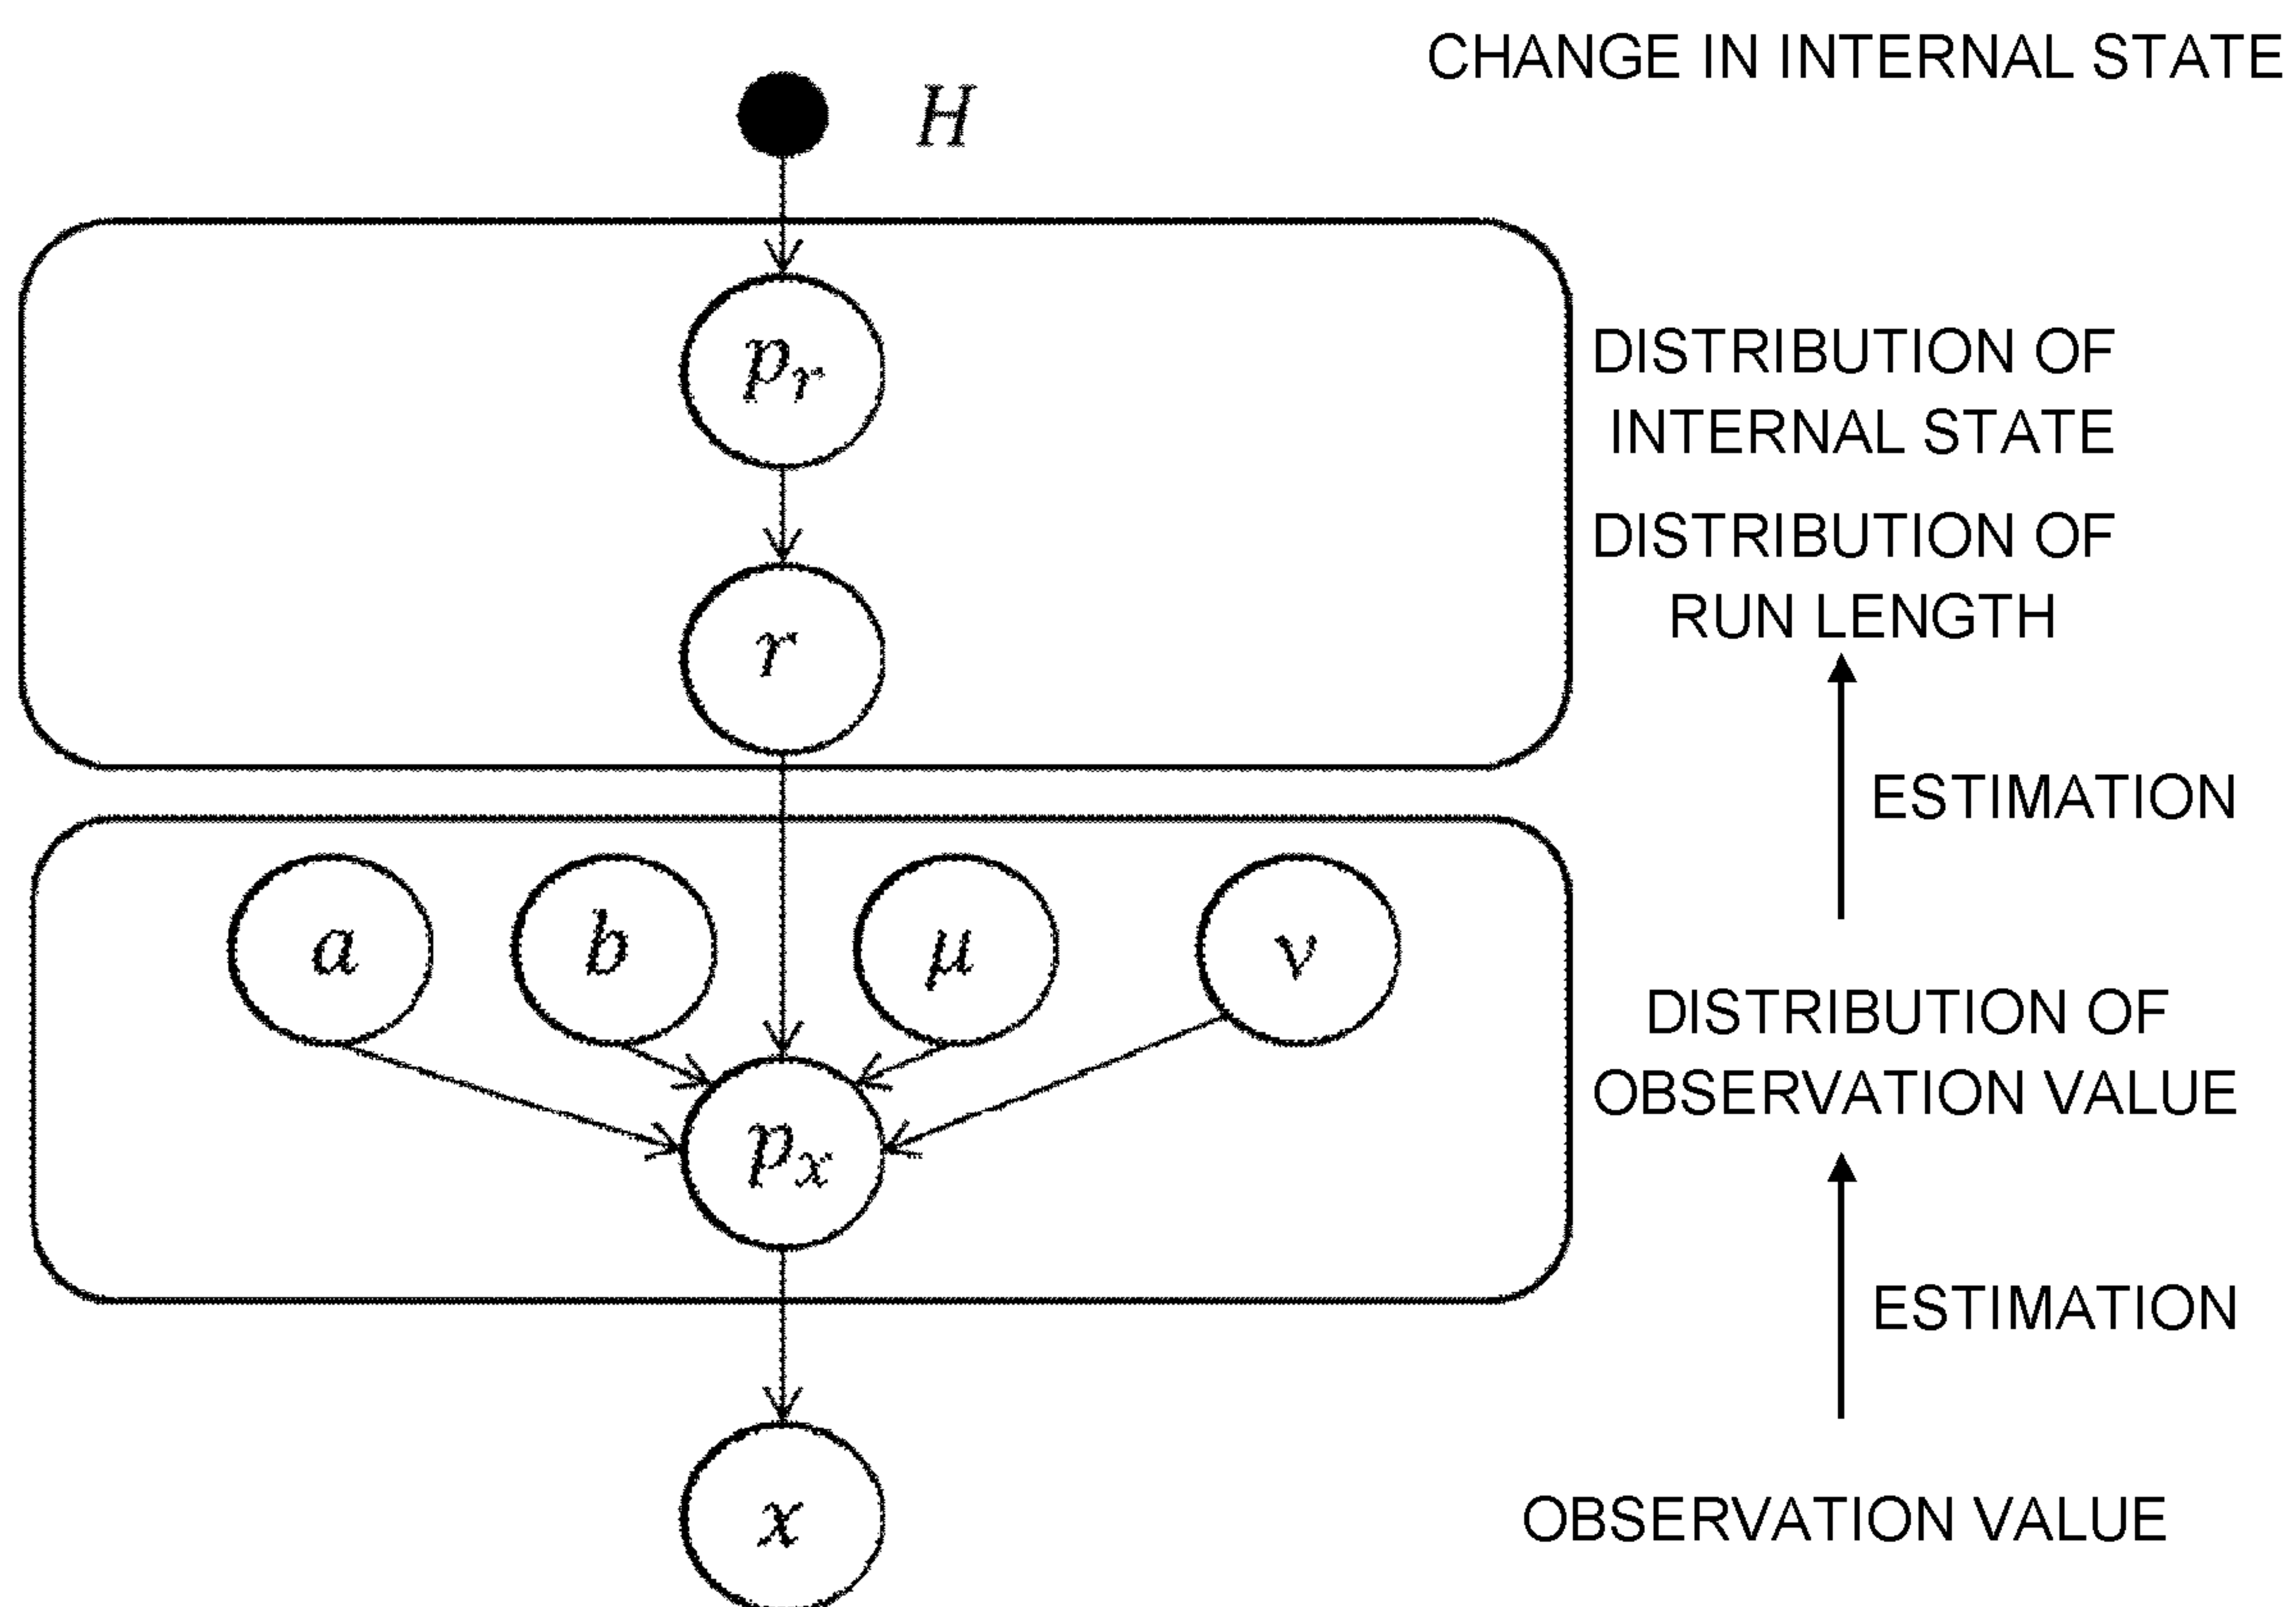 CHANGE IN INTERNAL STATE
H
p_r
DISTRIBUTION OF
INTERNAL STATE
DISTRIBUTION OF
RUN LENGTH
r
ESTIMATION
a b μ ν
DISTRIBUTION OF
OBSERVATION VALUE
p_x
ESTIMATION
x
OBSERVATION VALUE